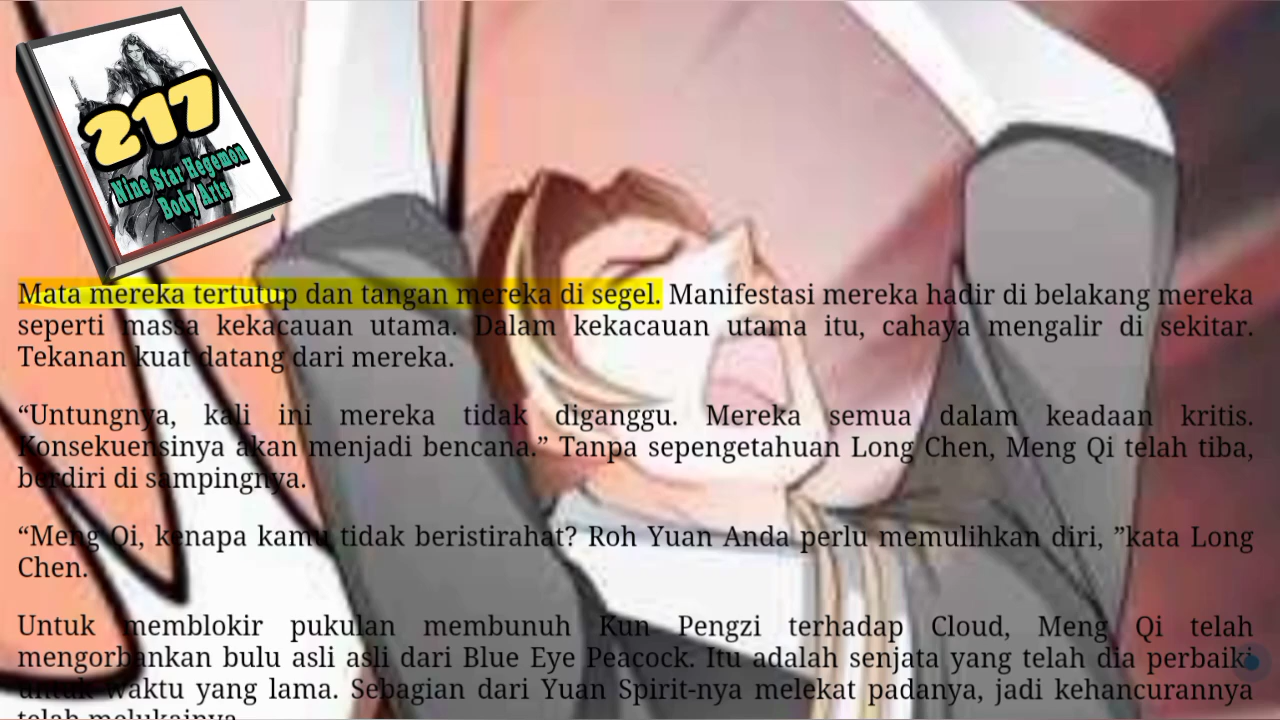 217
Nine Star Hegemon
Body Arts
Mata mereka tertutup dan tangan mereka di segel. Manifestasi mereka hadir di belakang mereka
seperti massa kekacauan utama. Dalam kekacauan utama itu, cahaya mengalir di sekitar.
Tekanan kuat datang dari mereka.
“Untungnya, kali ini mereka tidak diganggu. Mereka semua dalam keadaan kritis.
Konsekuensinya akan menjadi bencana.” Tanpa sepengetahuan Long Chen, Meng Qi telah tiba,
berdiri di sampingnya.
“Meng Qi, kenapa kamu tidak beristirahat? Roh Yuan Anda perlu memulihkan diri, ”kata Long
Chen.
Untuk memblokir pukulan membunuh Kun Pengzi terhadap Cloud, Meng Qi telah
mengorbankan bulu asli asli dari Blue Eye Peacock. Itu adalah senjata yang telah dia perbaiki
untuk waktu yang lama. Sebagian dari Yuan Spirit-nya melekat padanya, jadi kehancurannya
telah melukainya.